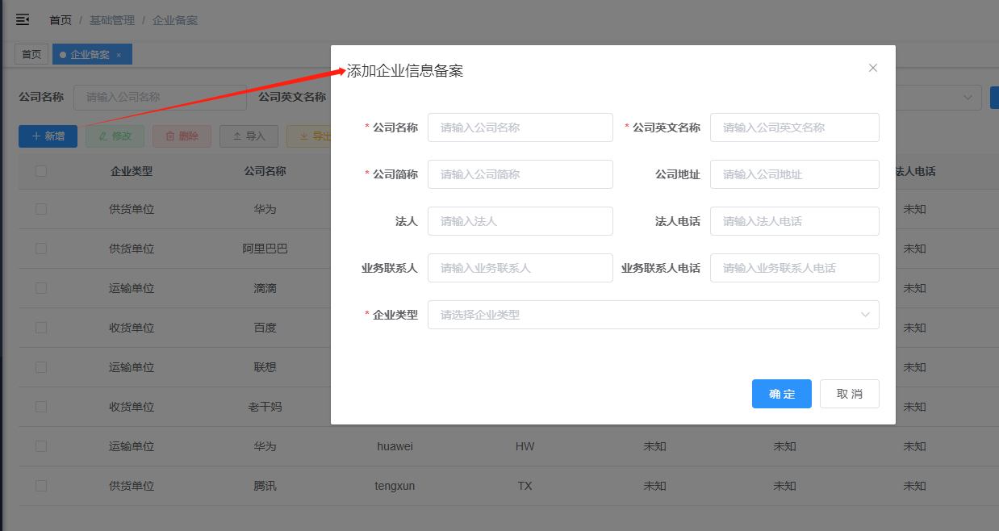 首页 / 基础管理 / 企业备案
首页 企业备案 ×
公司名称 请输入公司名称 公司英文名称
+ 新增 修改 删除 导入 导出
企业类型 公司名称 法人电话
供货单位 华为 未知
供货单位 阿里巴巴 未知
运输单位 滴滴 未知
收货单位 百度 未知
运输单位 联想 未知
收货单位 老干妈 未知
运输单位 华为 huawei HW 未知 未知 未知
供货单位 腾讯 tengxun TX 未知 未知 未知
添加企业信息备案
* 公司名称 请输入公司名称 * 公司英文名称 请输入公司英文名称
* 公司简称 请输入公司简称 公司地址 请输入公司地址
法人 请输入法人 法人电话 请输入法人电话
业务联系人 请输入业务联系人 业务联系人电话 请输入业务联系人电话
* 企业类型 请选择企业类型
确 定 取 消